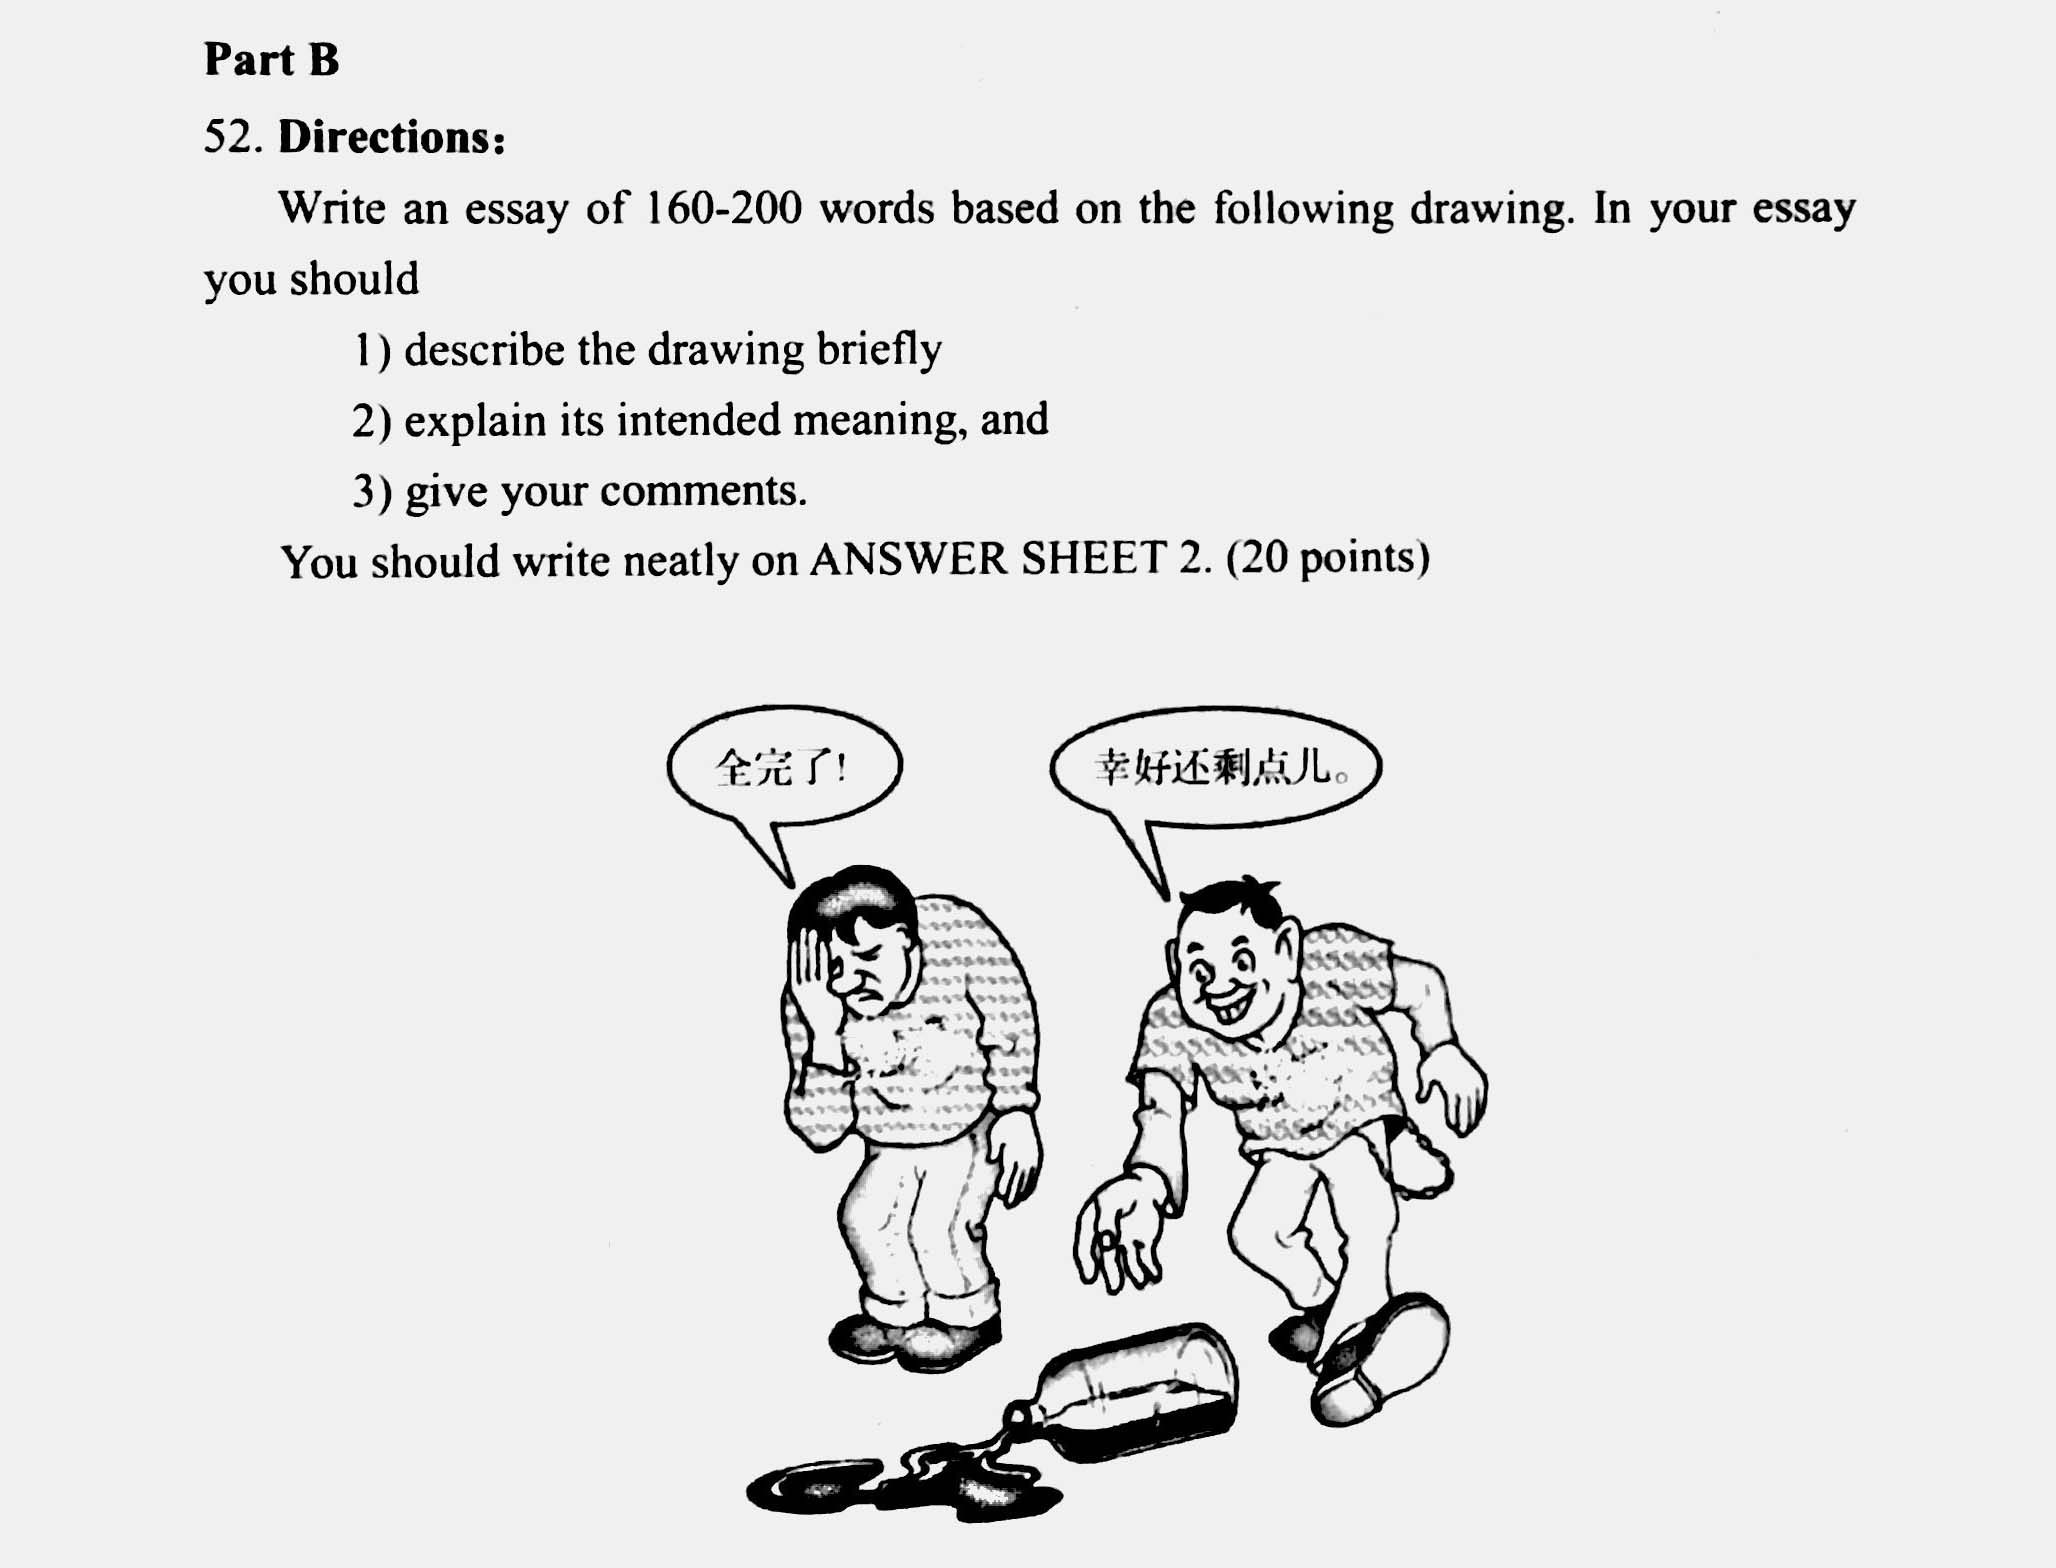 Part B
52. Directions:
Write an essay of 160-200 words based on the following drawing. In your essay
you should
1) describe the drawing briefly
2) explain its intended meaning, and
3) give your comments.
You should write neatly on ANSWER SHEET 2. (20 points)
全完了!
幸好还剩点儿。